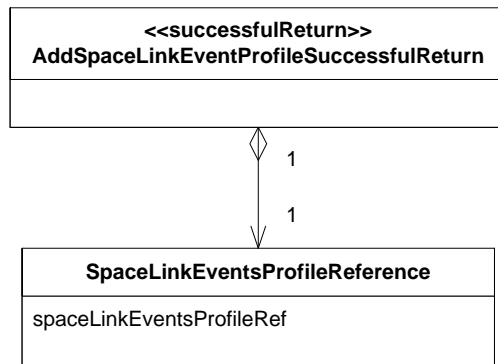 <<successfulReturn>>
AddSpaceLinkEventProfileSuccessfulReturn
1
1
SpaceLinkEventsProfileReference
spaceLinkEventsProfileRef